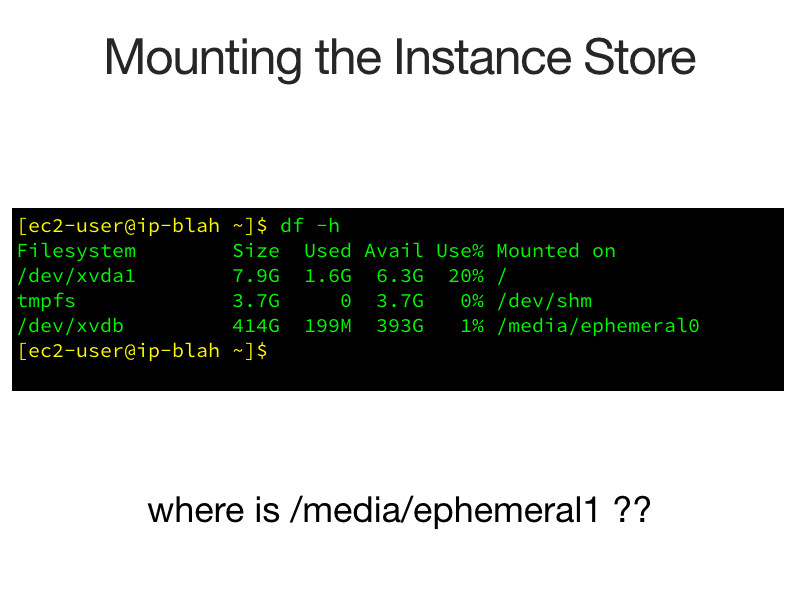 Mounting the Instance Store
[ec2-user@ip-blah ~]$ df -h
Filesystem        Size  Used Avail Use% Mounted on
/dev/xvda1        7.9G  1.6G  6.3G  20% /
tmpfs             3.7G     0  3.7G   0% /dev/shm
/dev/xvdb         414G  199M  393G   1% /media/ephemeral0
[ec2-user@ip-blah ~]$
where is /media/ephemeral1 ??